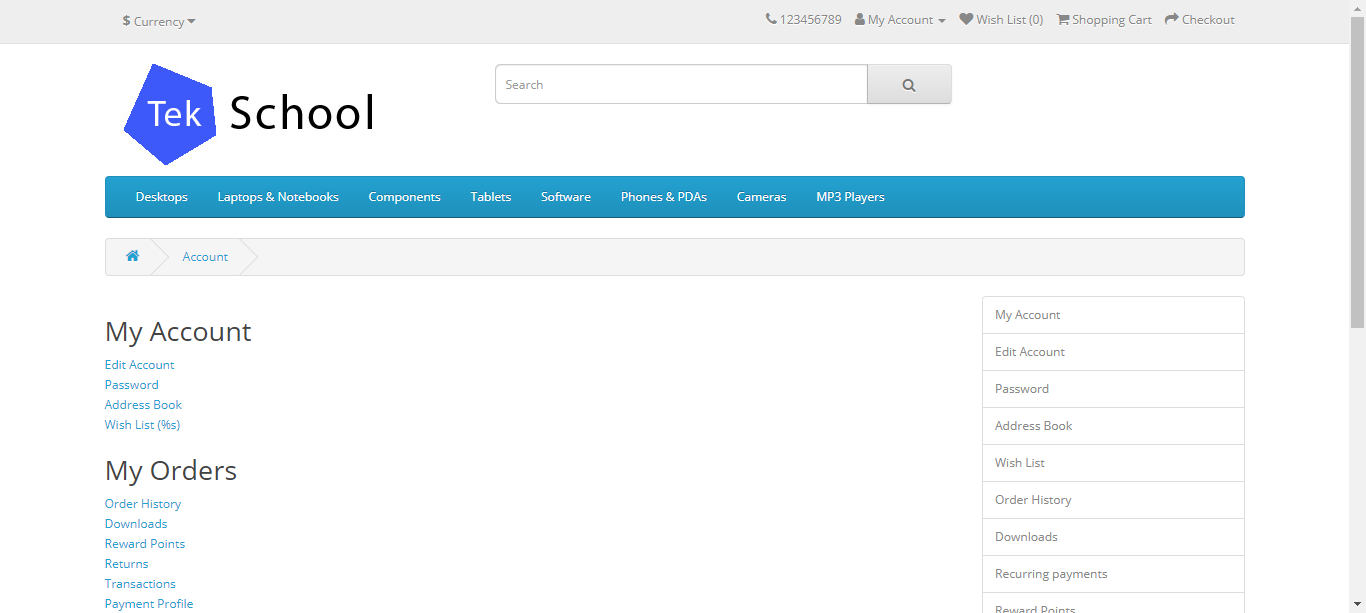 $ Currency
123456789 My Account Wish List (0) Shopping Cart Checkout
Tek School
Search
Desktops Laptops & Notebooks Components Tablets Software Phones & PDAs Cameras MP3 Players
Account
My Account
Edit Account
Password
Address Book
Wish List (%s)
My Orders
Order History
Downloads
Reward Points
Returns
Transactions
Payment Profile
My Account
Edit Account
Password
Address Book
Wish List
Order History
Downloads
Recurring payments
Reward Points